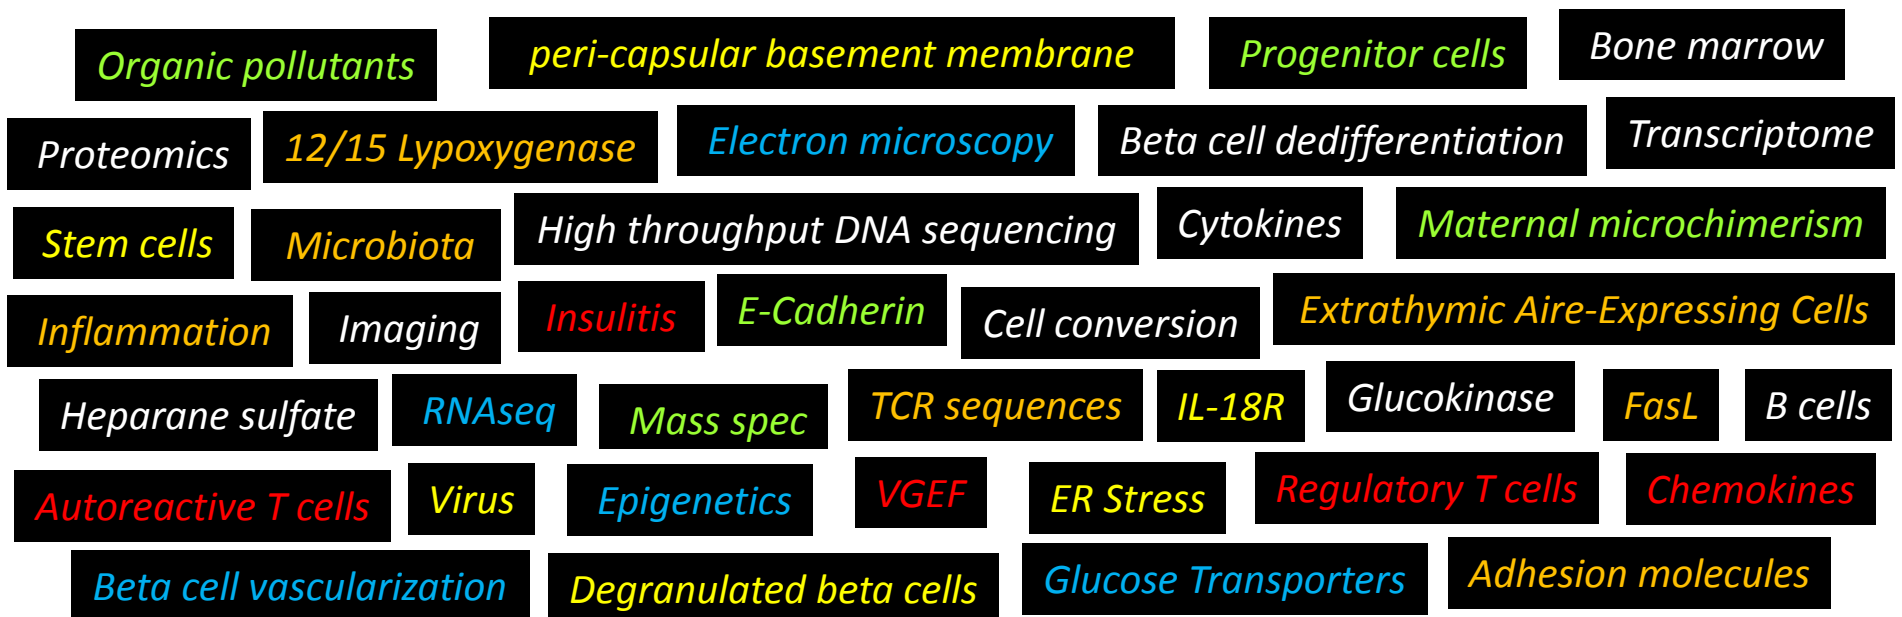 Organic pollutants
peri-capsular basement membrane
Progenitor cells
Bone marrow
Proteomics
12/15 Lypoxygenase
Electron microscopy
Beta cell dedifferentiation
Transcriptome
Stem cells
Microbiota
High throughput DNA sequencing
Cytokines
Maternal microchimerism
Inflammation
Imaging
Insulitis
E-Cadherin
Cell conversion
Extrathymic Aire-Expressing Cells
Heparane sulfate
RNAseq
Mass spec
TCR sequences
IL-18R
Glucokinase
FasL
B cells
Autoreactive T cells
Virus
Epigenetics
VGEF
ER Stress
Regulatory T cells
Chemokines
Beta cell vascularization
Degranulated beta cells
Glucose Transporters
Adhesion molecules